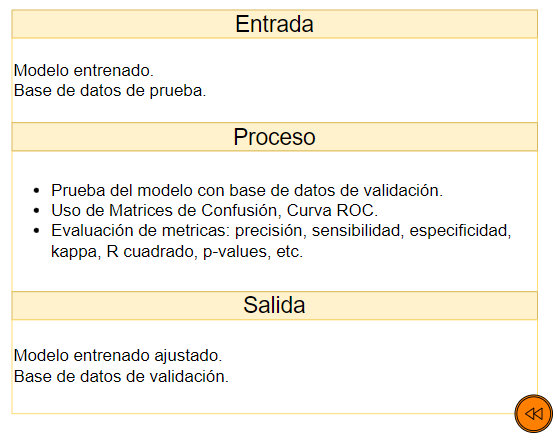 Entrada
Modelo entrenado.
Base de datos de prueba.
Proceso
• Prueba del modelo con base de datos de validación.
• Uso de Matrices de Confusión, Curva ROC.
• Evaluación de metricas: precisión, sensibilidad, especificidad,
kappa, R cuadrado, p-values, etc.
Salida
Modelo entrenado ajustado.
Base de datos de validación.